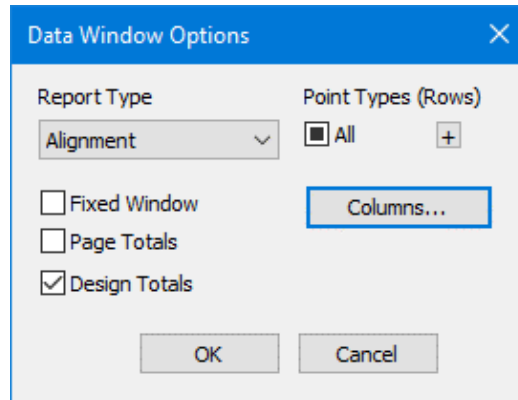 Data Window Options
Report Type
Point Types (Rows)
Alignment
All
+
Fixed Window
Columns...
Page Totals
Design Totals
OK
Cancel